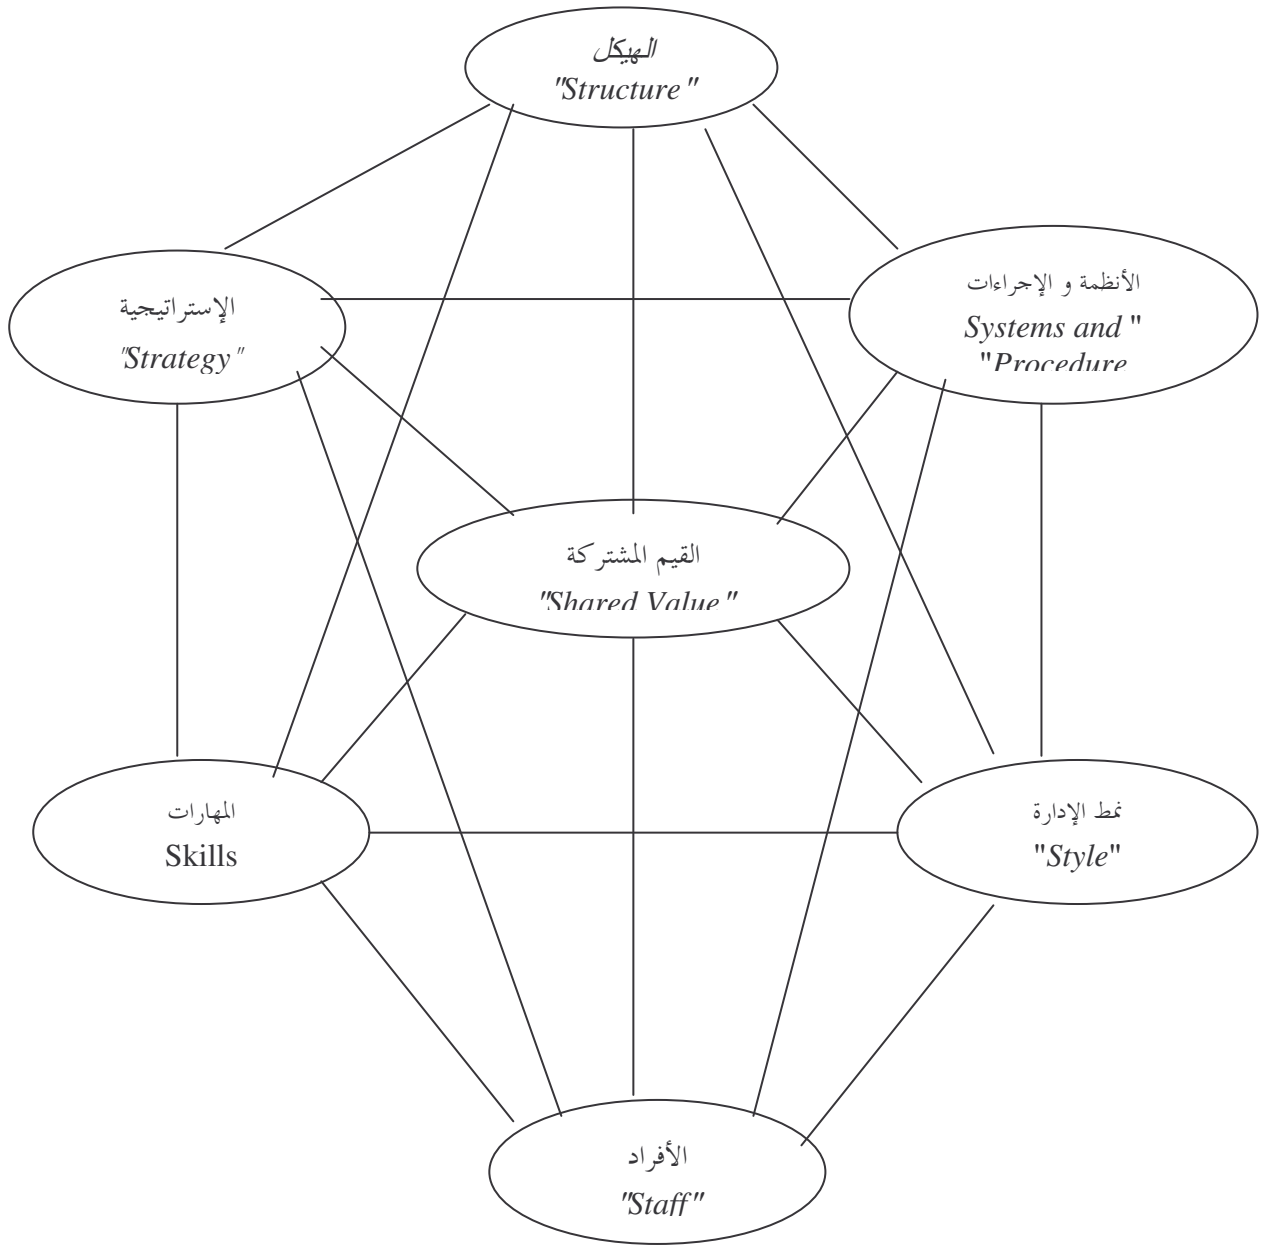 الهيكل
"Structure"
الإستراتيجية
"Strategy"
الأنظمة و الإجراءات
Systems and "
"Procedure
القيم المشتركة
"Shared Value"
المهارات
Skills
نمط الإدارة
"Style"
الأفراد
"Staff"